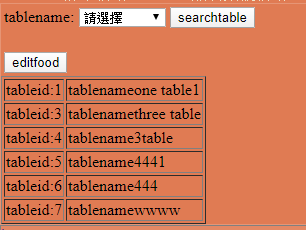 tablename: 請選擇 searchtable
editfood
tableid:1 tablenameone table1
tableid:3 tablenamethree table
tableid:4 tablename3table
tableid:5 tablename4441
tableid:6 tablename444
tableid:7 tablenamewwww